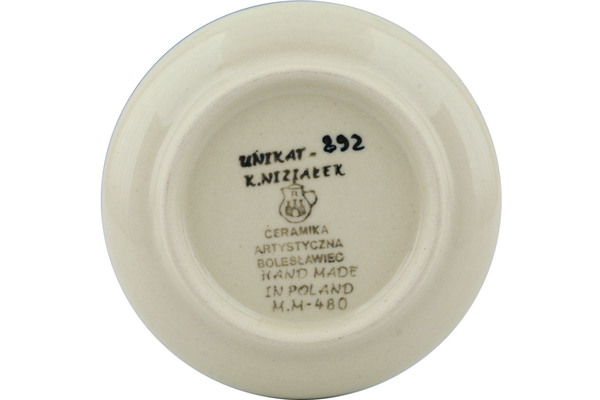 UNIKAT - 892
K. NIZIAŁEK
CERAMIKA
ARTYSTYCZNA
BOLESŁAWIEC
HAND MADE
IN POLAND
M.M-480